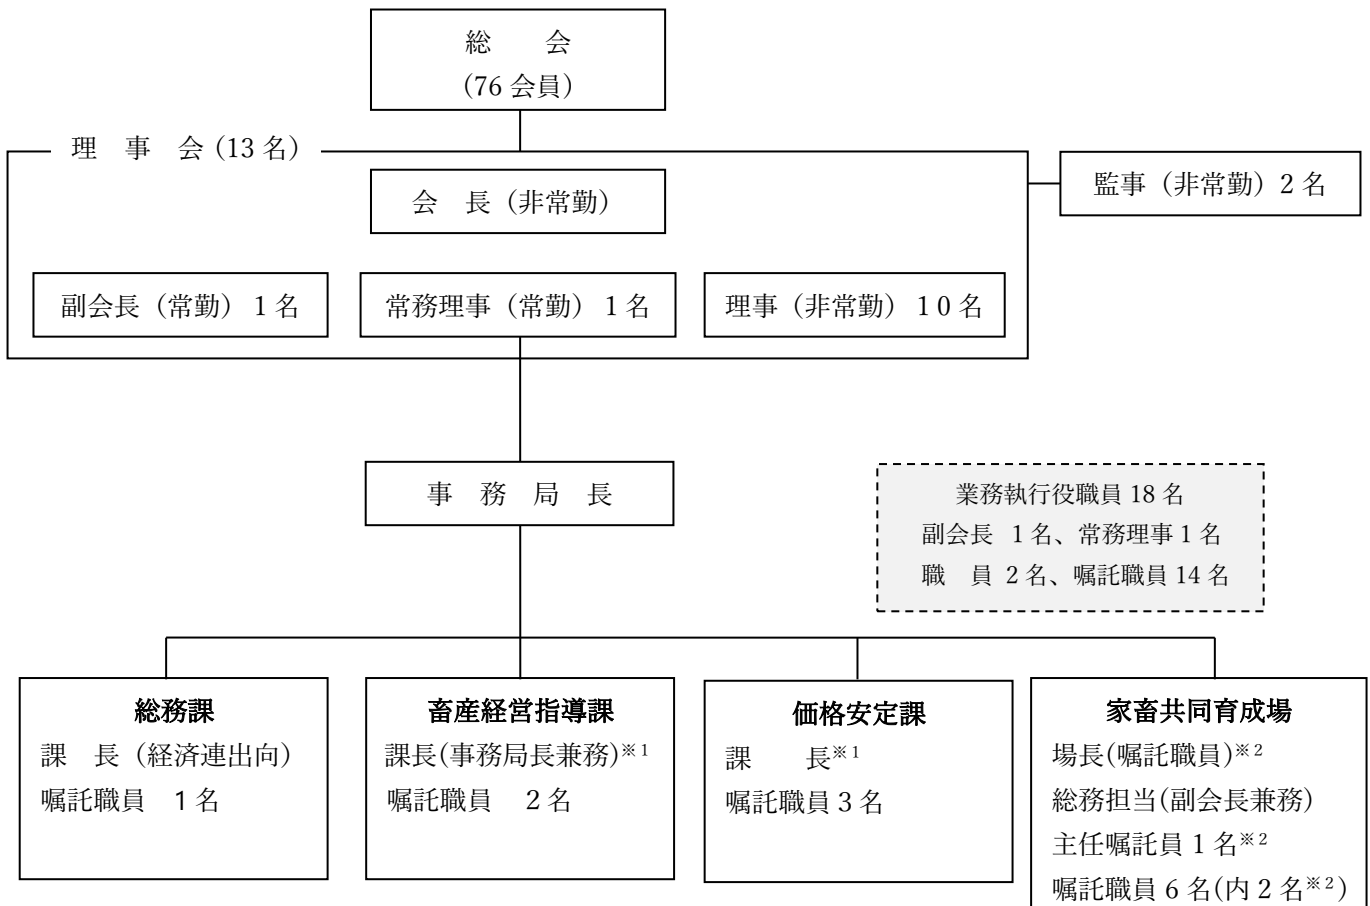 総　会
(76 会員)
理　事　会 (13 名)
会　長（非常勤）
監事（非常勤）2 名
副会長（常勤）1 名
常務理事（常勤）1 名
理事（非常勤）1 0 名
事　務　局　長
業務執行役職員 18 名
副会長 1 名、常務理事 1 名
職　員 2 名、嘱託職員 14 名
総務課
課　長（経済連出向）
嘱託職員　1 名
畜産経営指導課
課長(事務局長兼務)※1
嘱託職員　2 名
価格安定課
課　　長※1
嘱託職員 3 名
家畜共同育成場
場長(嘱託職員)※2
総務担当(副会長兼務)
主任嘱託員 1 名※2
嘱託職員 6 名(内 2 名※2)